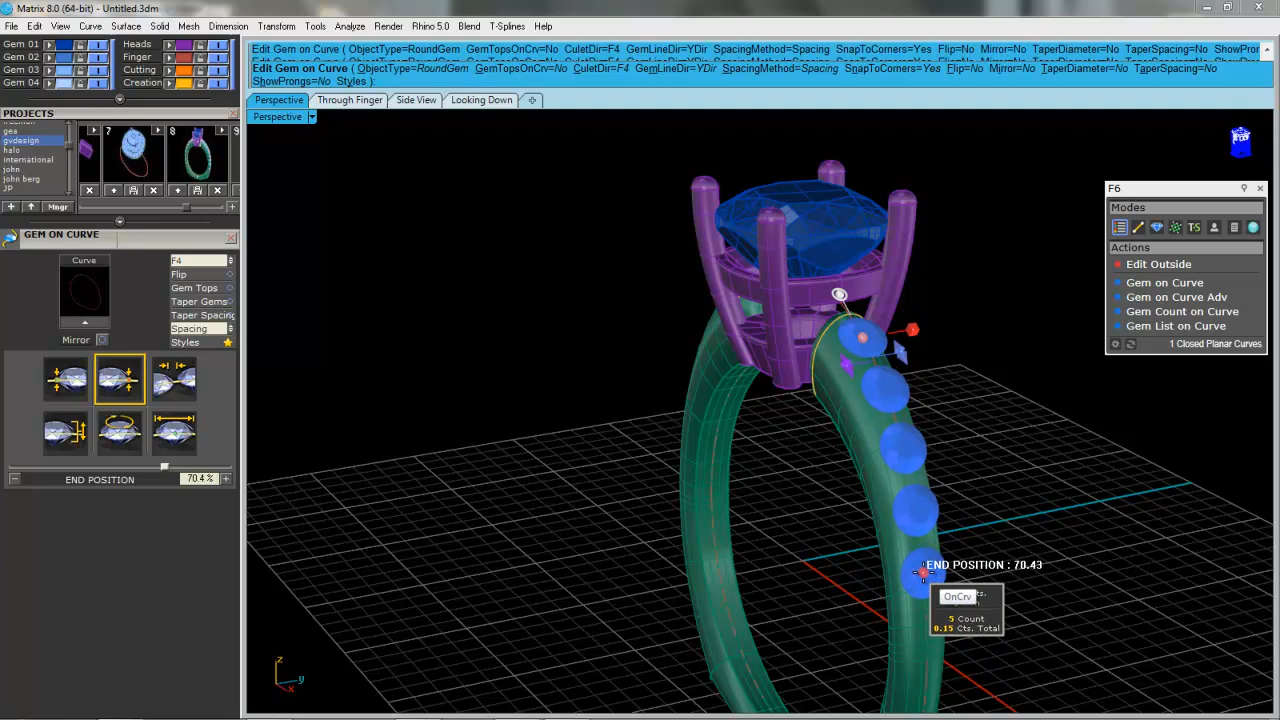 Matrix 8.0 (64-bit) - Untitled.3dm
File Edit View Curve Surface Solid Mesh Dimension Transform Tools Analyze Render Rhino 5.0 Blend T-Splines Help
Gem 01 Heads
Gem 02 Finger
Gem 03 Cutting
Gem 04 Creation
Edit Gem on Curve ( ObjectType=RoundGem GemTopsOnCrv=No CuletDir=F4 GemLineDir=YDir SpacingMethod=Spacing SnapToCorners=Yes Flip=No Mirror=No TaperDiameter=No TaperSpacing=No ShowPron
Edit Gem on Curve ( ObjectType=RoundGem GemTopsOnCrv=No CuletDir=F4 GemLineDir=YDir SpacingMethod=Spacing SnapToCorners=Yes Flip=No Mirror=No TaperDiameter=No TaperSpacing=No
ShowProngs=No Styles ):
Perspective Through Finger Side View Looking Down
Perspective
PROJECTS
gea
gvdesign
halo
international
john
john berg
JP
7 8 9
Mngr
GEM ON CURVE
Curve
F4
Flip
Gem Tops
Taper Gems
Taper Spacing
Spacing
Mirror
Styles
END POSITION 70.4 %
F6
Modes
T·S
Actions
Edit Outside
Gem on Curve
Gem on Curve Adv
Gem Count on Curve
Gem List on Curve
1 Closed Planar Curves
END POSITION : 70.43
OnCrv
5 Count
0.15 Cts. Total
z
y
x